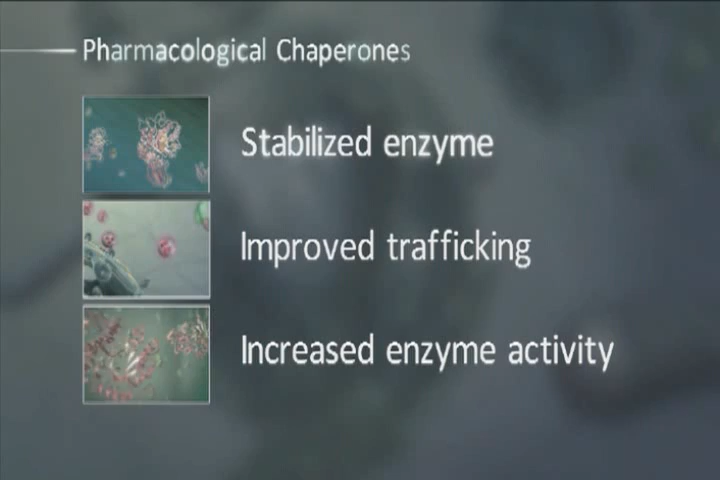 Pharmacological Chaperones
Stabilized enzyme
Improved trafficking
Increased enzyme activity